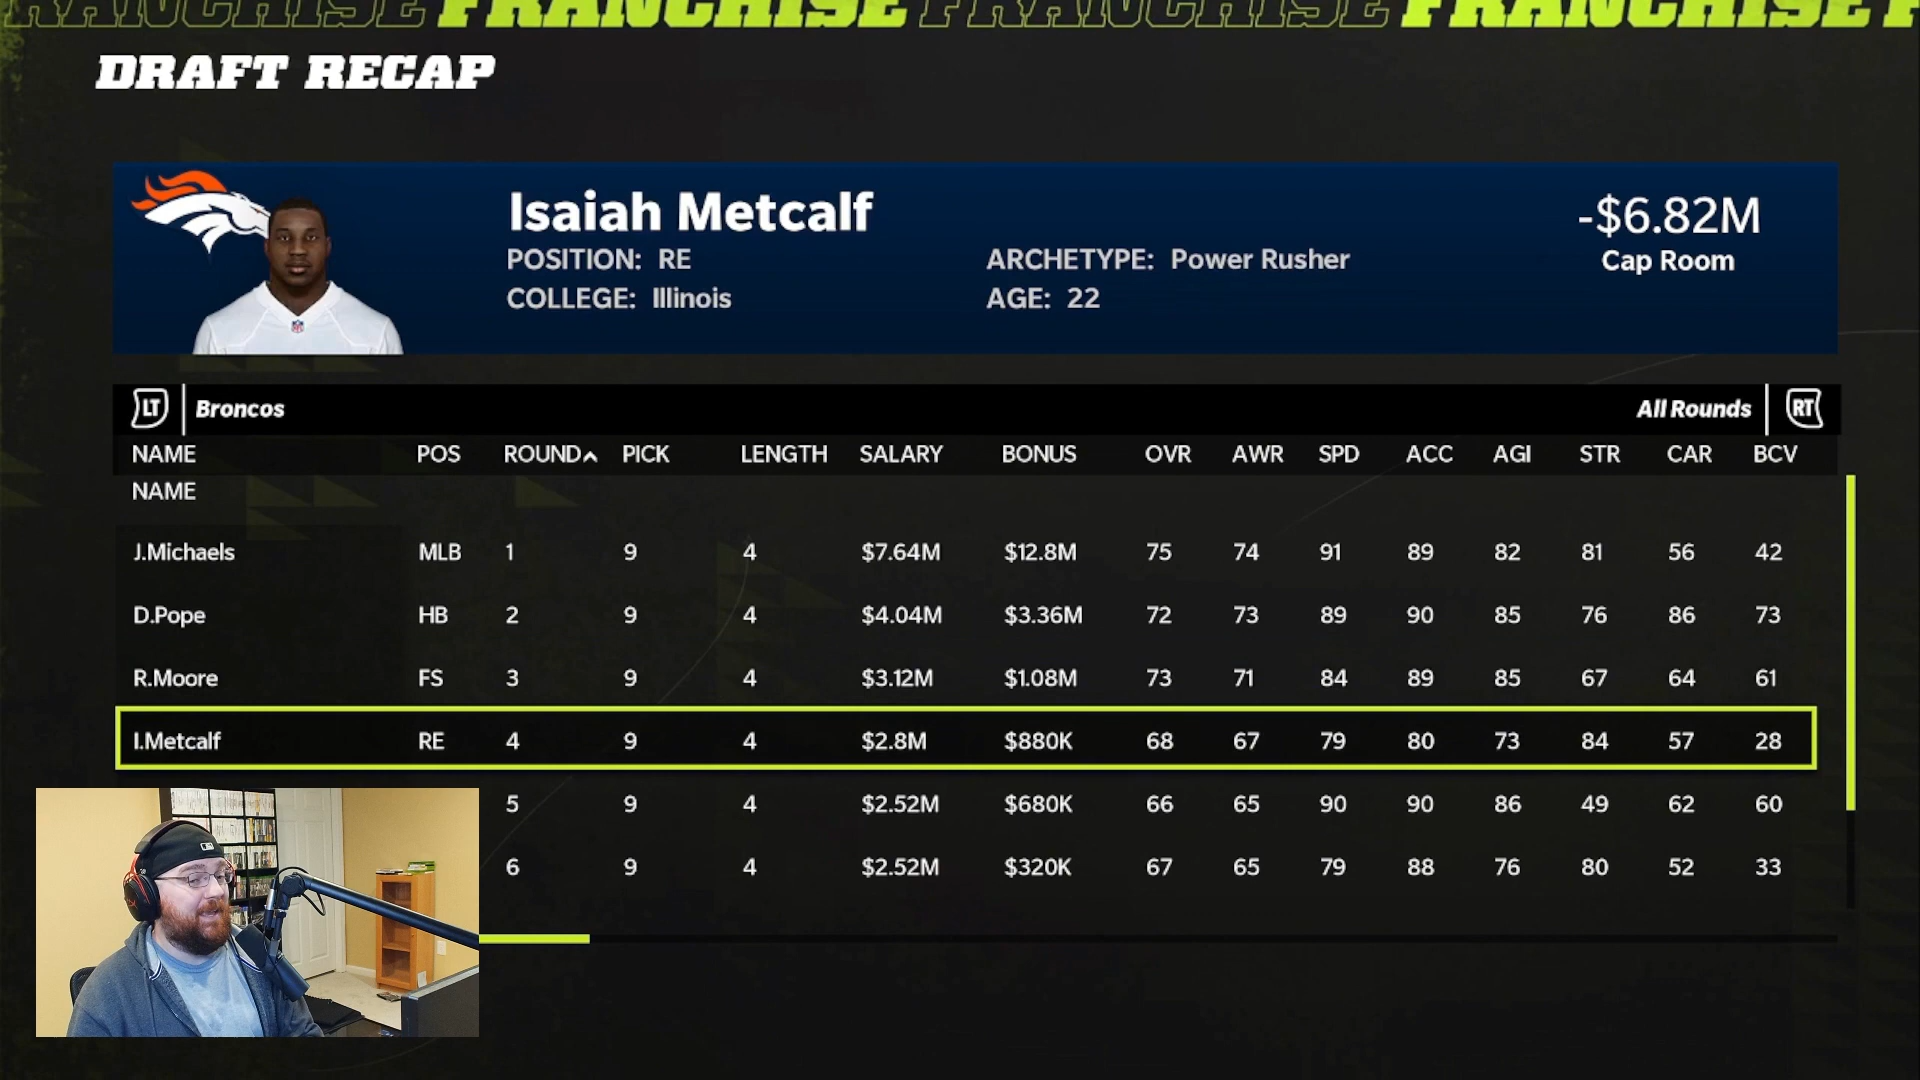 FRANCHISE FRANCHISE FRANCHISE FRANCHISE F
DRAFT RECAP
Isaiah Metcalf
POSITION: RE
COLLEGE: Illinois
ARCHETYPE: Power Rusher
AGE: 22
-$6.82M
Cap Room
LT Broncos All Rounds RT
NAME POS ROUND PICK LENGTH SALARY BONUS OVR AWR SPD ACC AGI STR CAR BCV
NAME
J.Michaels MLB 1 9 4 $7.64M $12.8M 75 74 91 89 82 81 56 42
D.Pope HB 2 9 4 $4.04M $3.36M 72 73 89 90 85 76 86 73
R.Moore FS 3 9 4 $3.12M $1.08M 73 71 84 89 85 67 64 61
I.Metcalf RE 4 9 4 $2.8M $880K 68 67 79 80 73 84 57 28
5 9 4 $2.52M $680K 66 65 90 90 86 49 62 60
6 9 4 $2.52M $320K 67 65 79 88 76 80 52 33